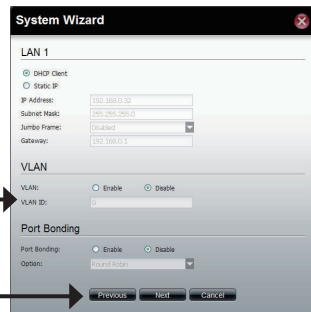 System Wizard
LAN 1
DHCP Client
Static IP
IP Address: 192.168.0.32
Subnet Mask: 255.255.255.0
Jumbo Frame: Disabled
Gateway: 192.168.0.1
VLAN
VLAN: Enable Disable
VLAN ID: 0
Port Bonding
Port Bonding: Enable Disable
Option: Round Robin
Previous Next Cancel